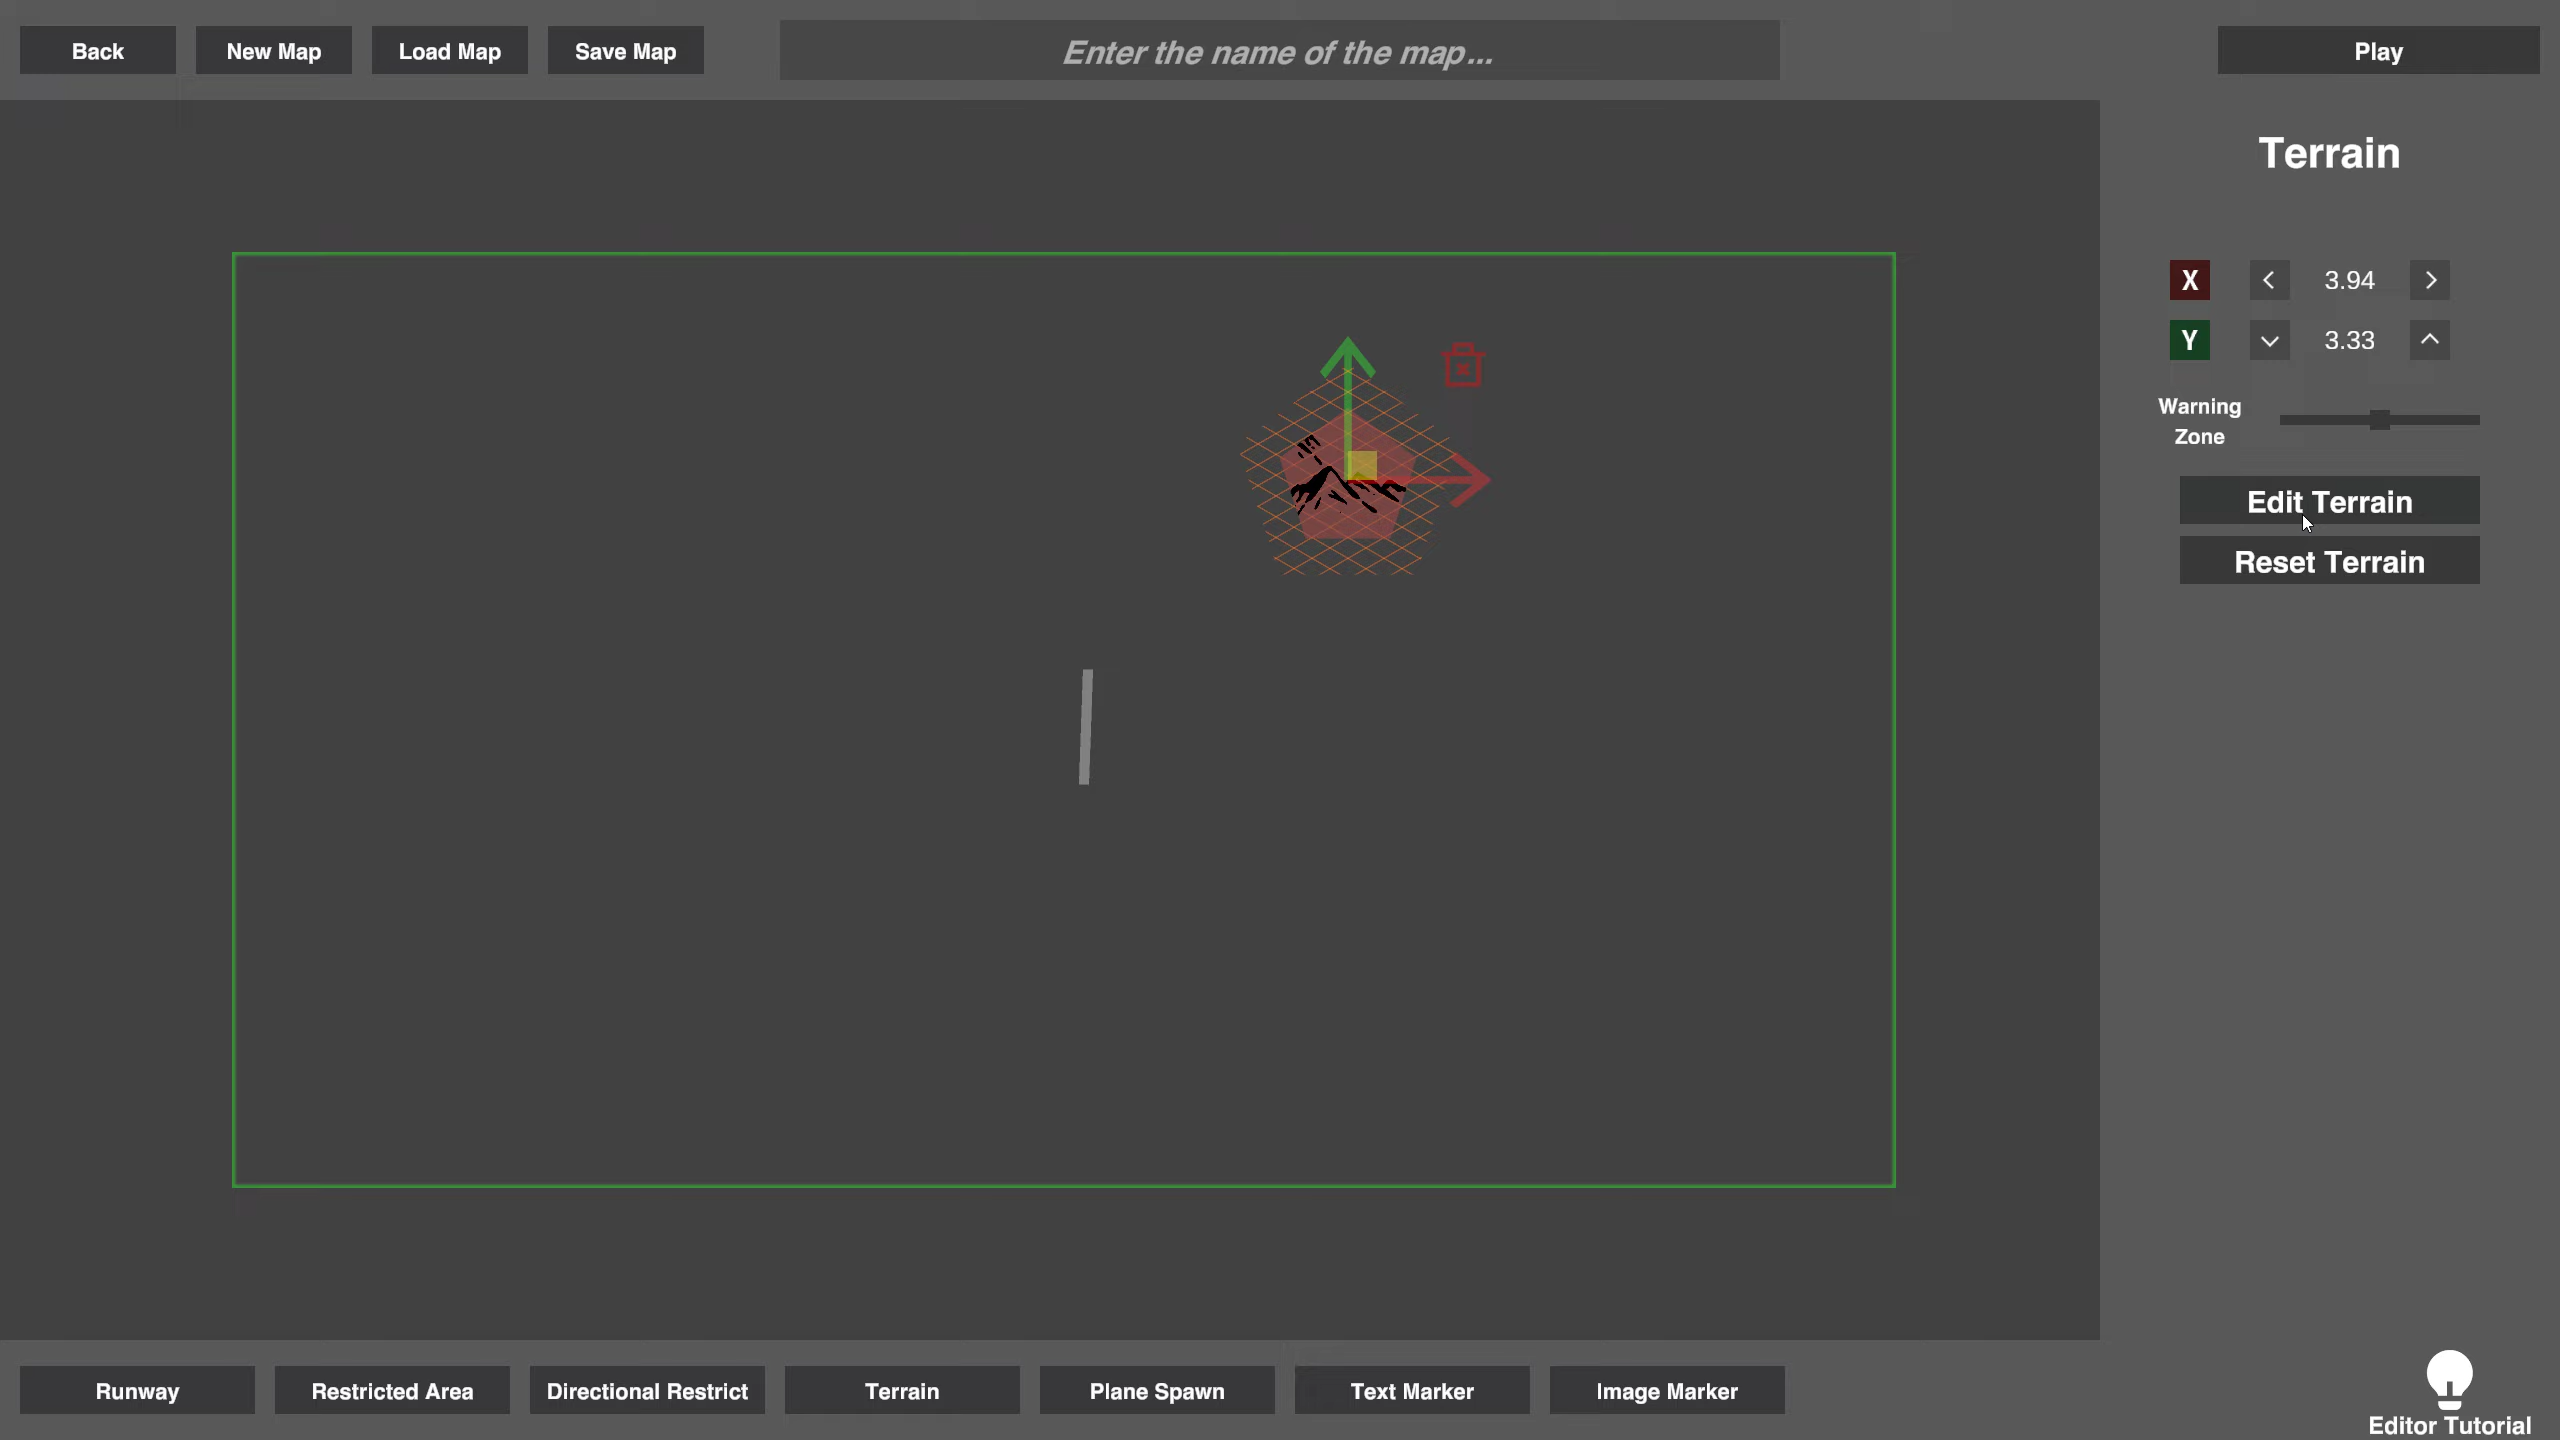 Back
New Map
Load Map
Save Map
Enter the name of the map...
Play
Terrain
X 3.94
Y 3.33
Warning
Zone
Edit Terrain
Reset Terrain
Runway
Restricted Area
Directional Restrict
Terrain
Plane Spawn
Text Marker
Image Marker
Editor Tutorial